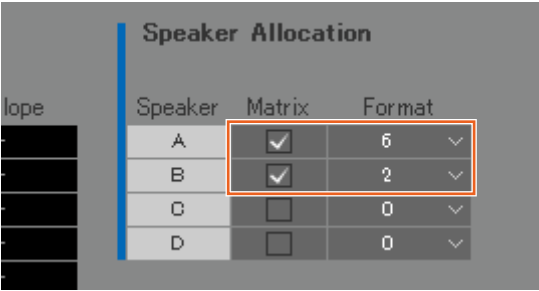 Speaker Allocation
lope Speaker Matrix Format
A 6
B 2
C 0
D 0